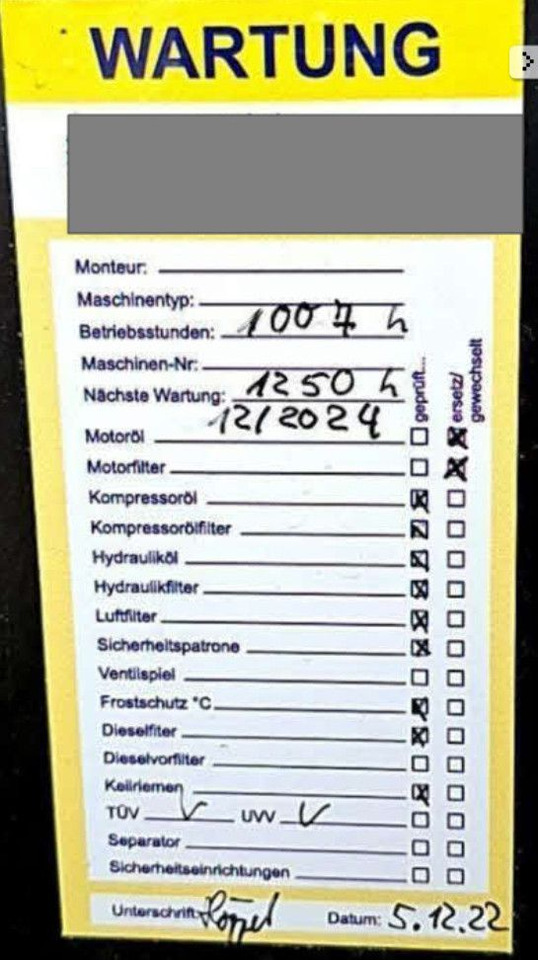 WARTUNG
Monteur:
Maschinentyp:
Betriebsstunden: 1007 h
Maschinen-Nr:
Nächste Wartung: 1250 h
12/2024
geprüft... ersetz/ gewechselt
Motoröl
Motorfilter
Kompressoröl
Kompressorölfilter
Hydrauliköl
Hydraulikfilter
Luftfilter
Sicherheitspatrone
Ventilspiel
Frostschutz °C
Dieselfiter
Dieselvorfilter
Keilriemen
TÜV UVV
Separator
Sicherheitseinrichtungen
Unterschrift: Datum: 5.12.22